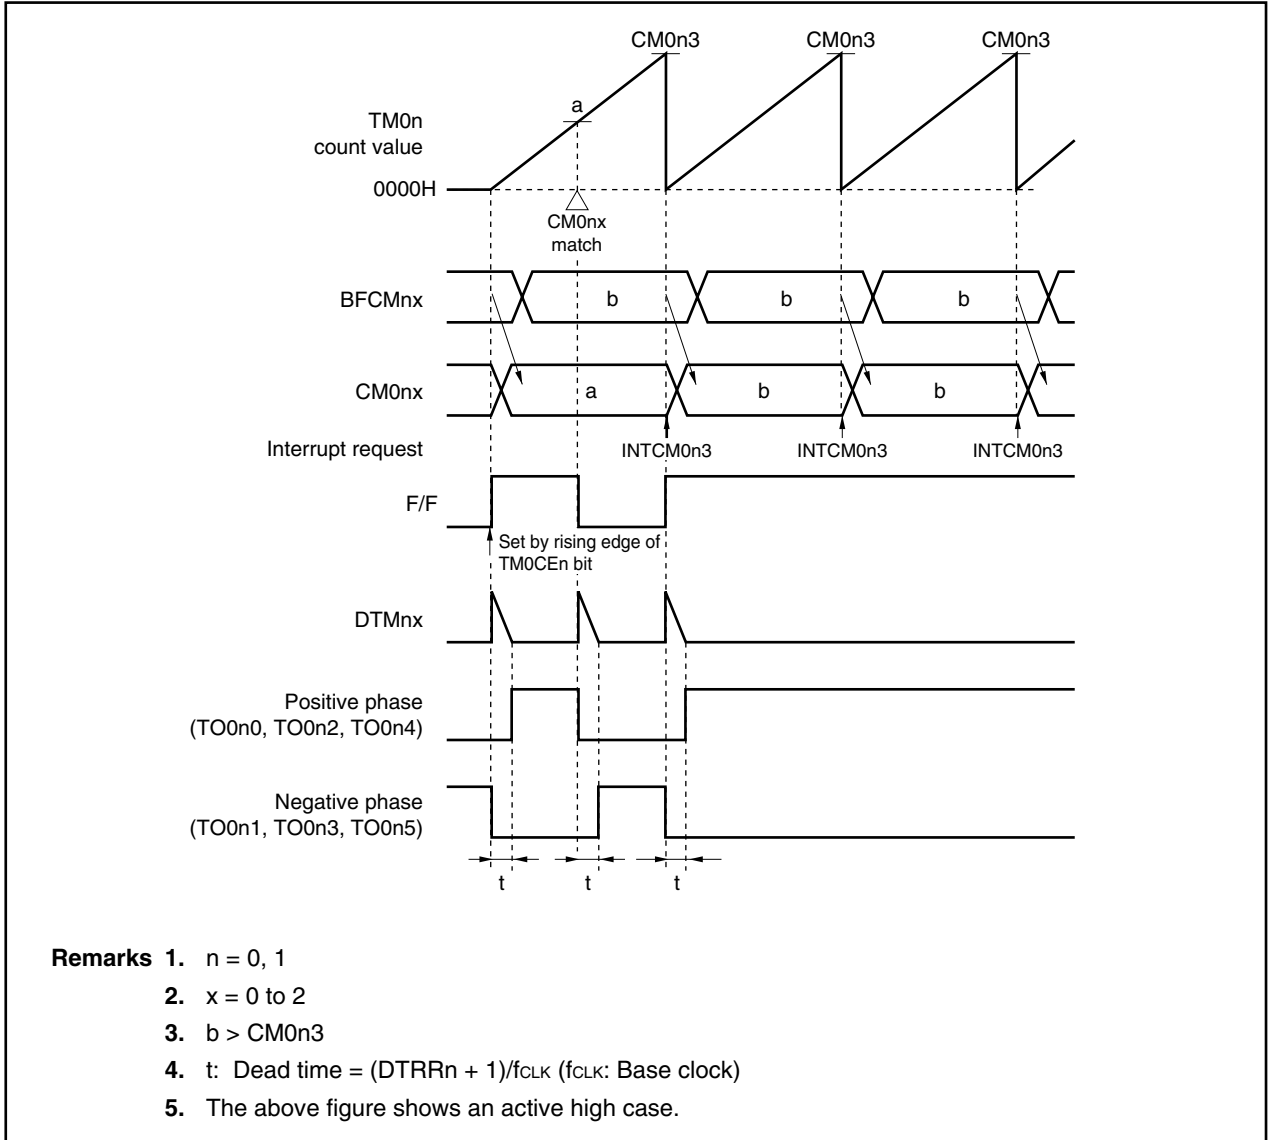 CM0n3 CM0n3 CM0n3
a
TM0n
count value
0000H
CM0nx
match
BFCMnx b b b
CM0nx a b b
Interrupt request INTCM0n3 INTCM0n3 INTCM0n3
F/F
Set by rising edge of
TM0CEn bit
DTMnx
Positive phase
(TO0n0, TO0n2, TO0n4)
Negative phase
(TO0n1, TO0n3, TO0n5)
t t t
Remarks 1. n = 0, 1
2. x = 0 to 2
3. b > CM0n3
4. t: Dead time = (DTRRn + 1)/fCLK (fCLK: Base clock)
5. The above figure shows an active high case.